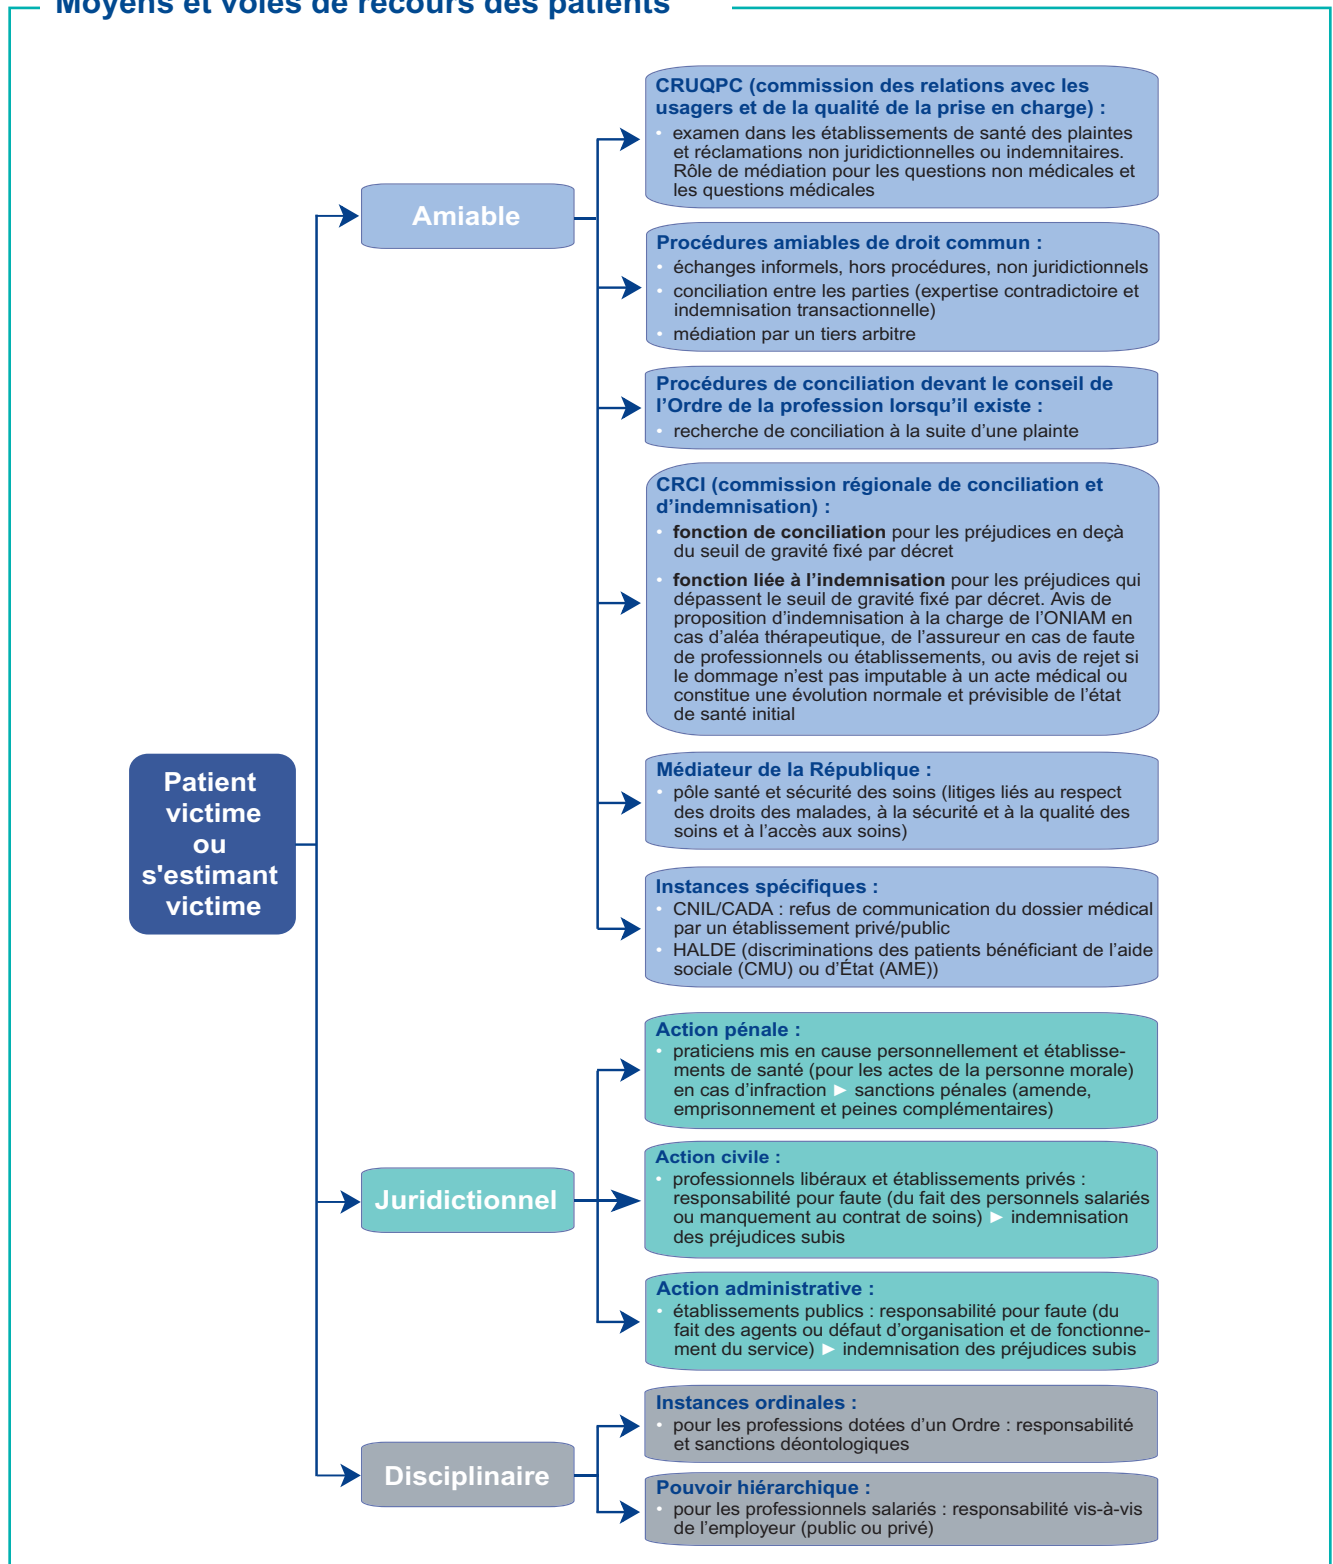 Moyens et voies de recours des patients
CRUQPC (commission des relations avec les
usagers et de la qualité de la prise en charge) :
• examen dans les établissements de santé des plaintes
et réclamations non juridictionnelles ou indemnitaires.
Rôle de médiation pour les questions non médicales et
les questions médicales
Amiable
Procédures amiables de droit commun :
• échanges informels, hors procédures, non juridictionnels
• conciliation entre les parties (expertise contradictoire et
indemnisation transactionnelle)
• médiation par un tiers arbitre
Procédures de conciliation devant le conseil de
l’Ordre de la profession lorsqu’il existe :
• recherche de conciliation à la suite d’une plainte
CRCI (commission régionale de conciliation et
d’indemnisation) :
• fonction de conciliation pour les préjudices en deçà
du seuil de gravité fixé par décret
• fonction liée à l’indemnisation pour les préjudices qui
dépassent le seuil de gravité fixé par décret. Avis de
proposition d’indemnisation à la charge de l’ONIAM en
cas d’aléa thérapeutique, de l’assureur en cas de faute
de professionnels ou établissements, ou avis de rejet si
le dommage n’est pas imputable à un acte médical ou
constitue une évolution normale et prévisible de l’état
de santé initial
Patient
victime
ou
s'estimant
victime
Médiateur de la République :
• pôle santé et sécurité des soins (litiges liés au respect
des droits des malades, à la sécurité et à la qualité des
soins et à l’accès aux soins)
Instances spécifiques :
• CNIL/CADA : refus de communication du dossier médical
par un établissement privé/public
• HALDE (discriminations des patients bénéficiant de l’aide
sociale (CMU) ou d’État (AME))
Action pénale :
• praticiens mis en cause personnellement et établisse-
ments de santé (pour les actes de la personne morale)
en cas d’infraction ► sanctions pénales (amende,
emprisonnement et peines complémentaires)
Juridictionnel
Action civile :
• professionnels libéraux et établissements privés :
responsabilité pour faute (du fait des personnels salariés
ou manquement au contrat de soins) ► indemnisation
des préjudices subis
Action administrative :
• établissements publics : responsabilité pour faute (du
fait des agents ou défaut d’organisation et de fonctionne-
ment du service) ► indemnisation des préjudices subis
Disciplinaire
Instances ordinales :
• pour les professions dotées d’un Ordre : responsabilité
et sanctions déontologiques
Pouvoir hiérarchique :
• pour les professionnels salariés : responsabilité vis-à-vis
de l’employeur (public ou privé)